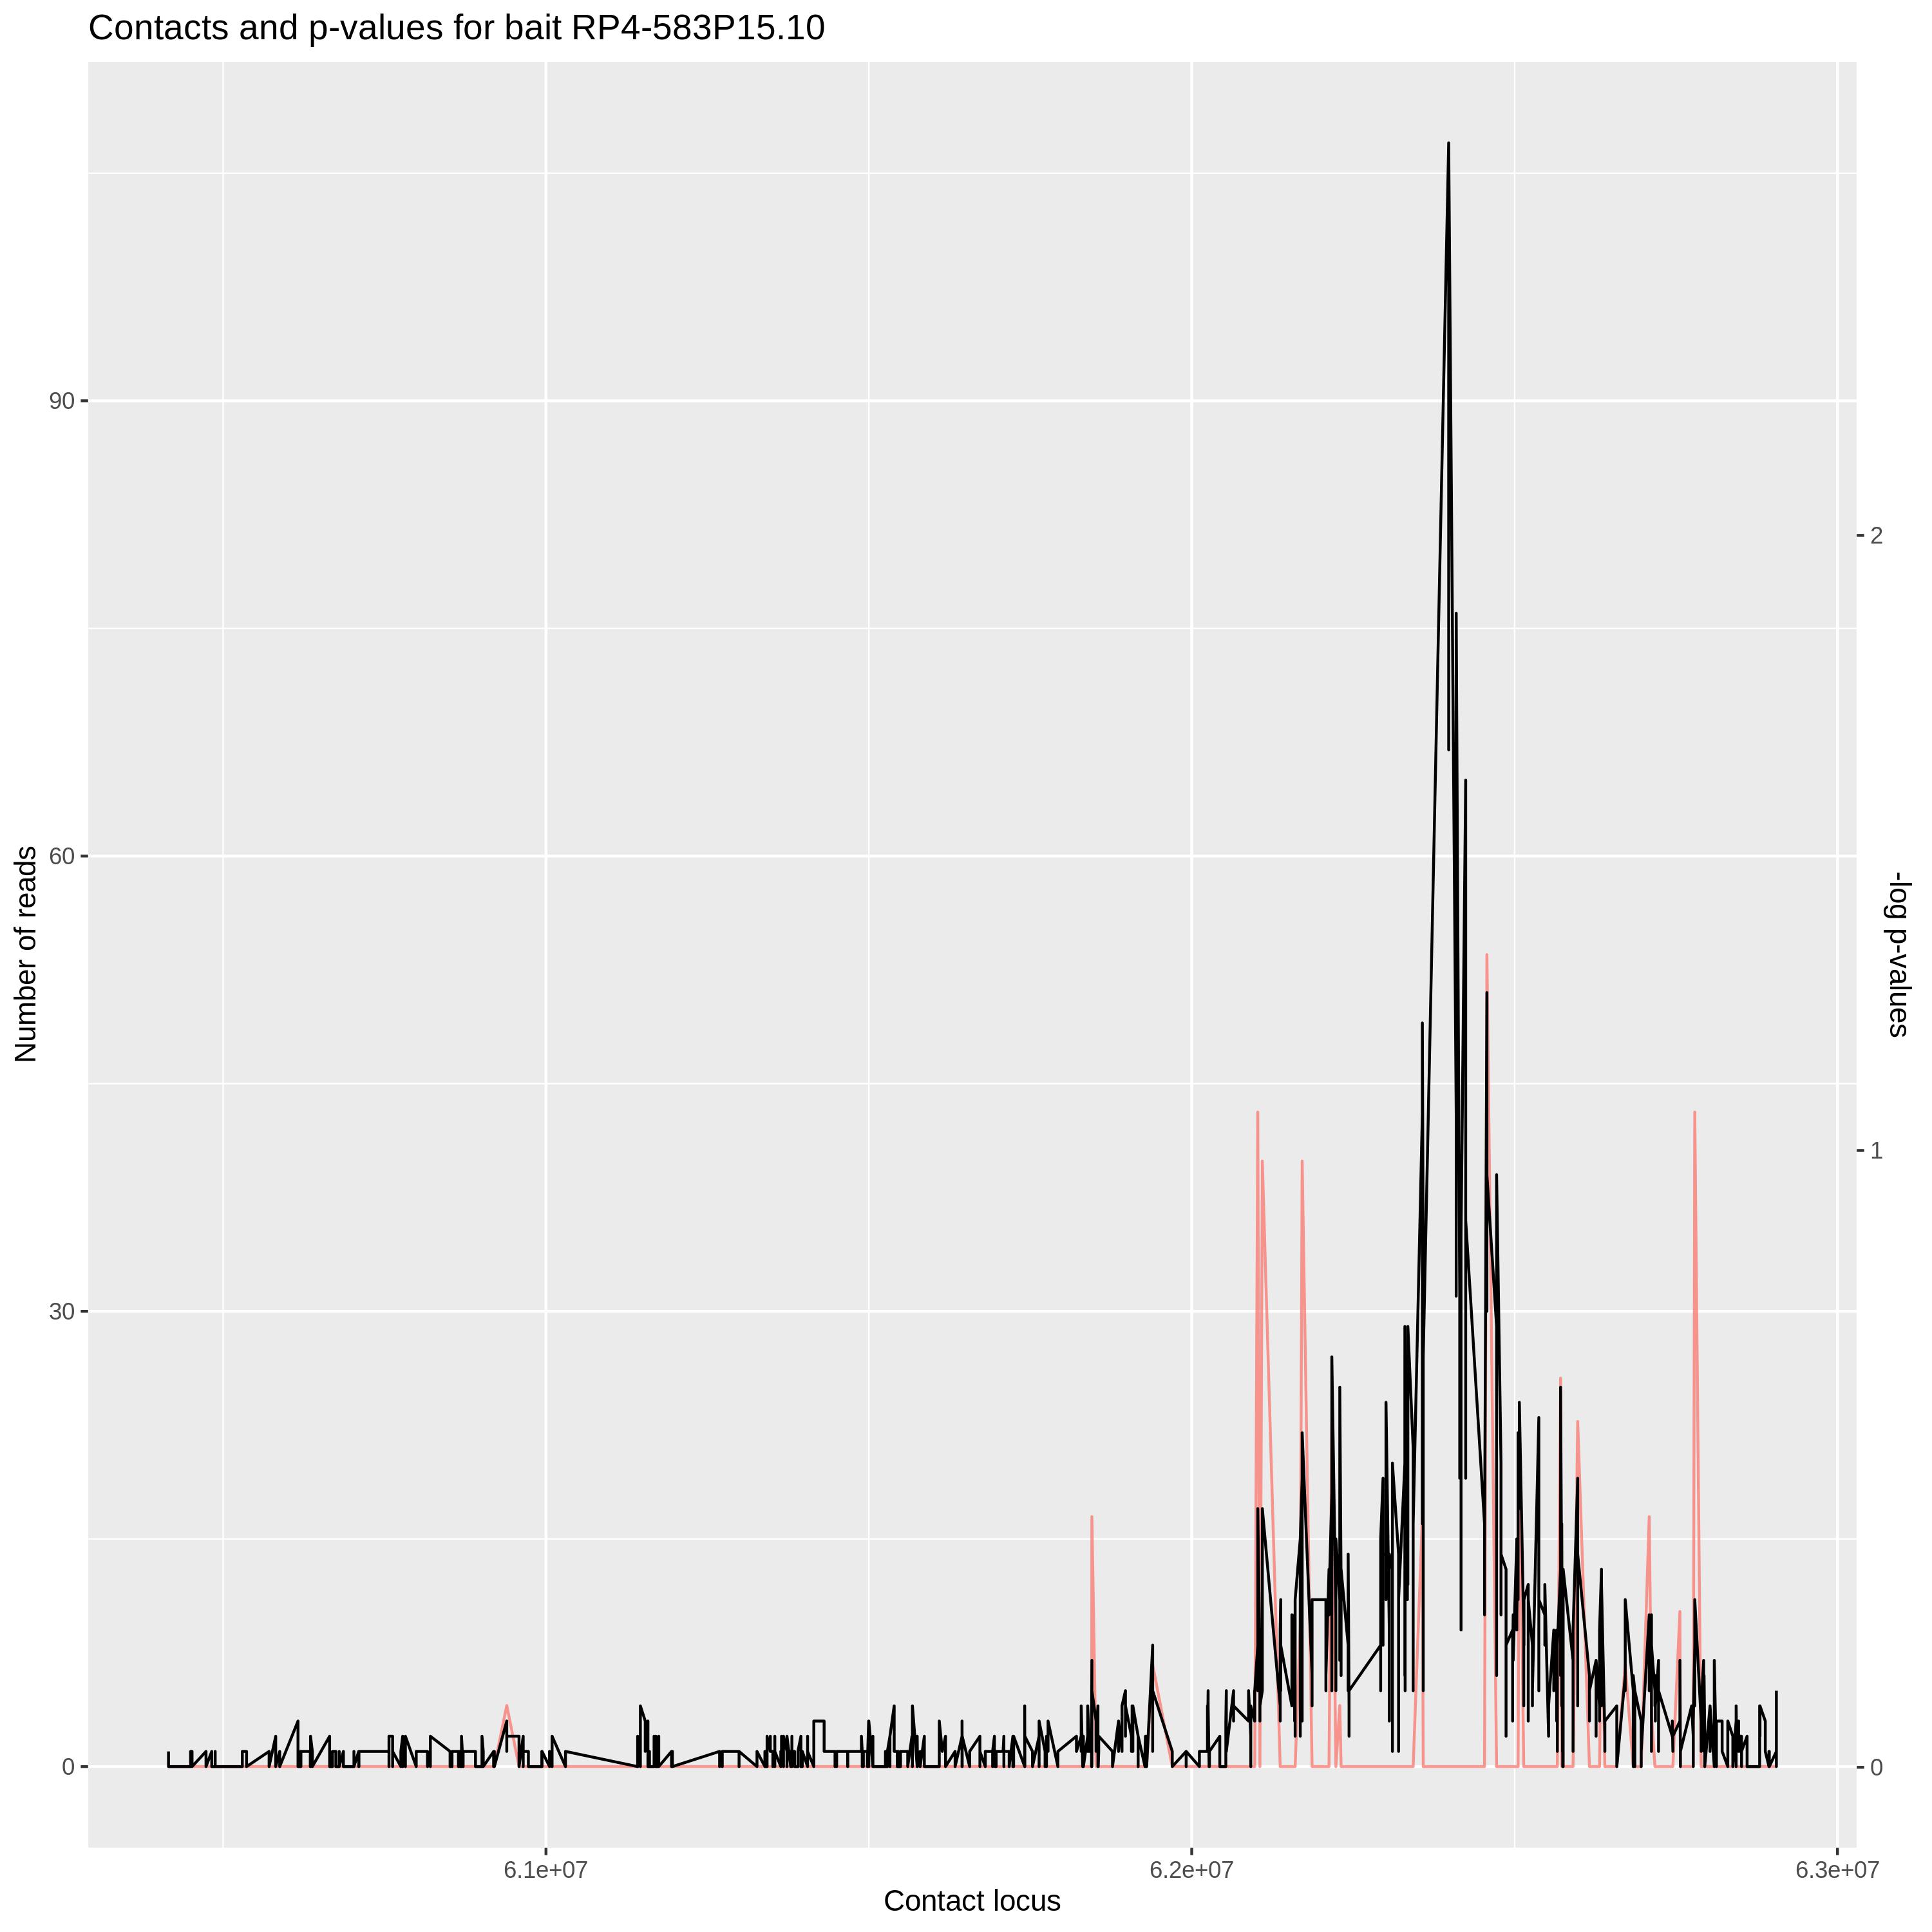 Contacts and p-values for bait RP4-583P15.10
90
60
30
0
Number of reads
2
1
0
-log p-values
6.1e+07
6.2e+07
6.3e+07
Contact locus